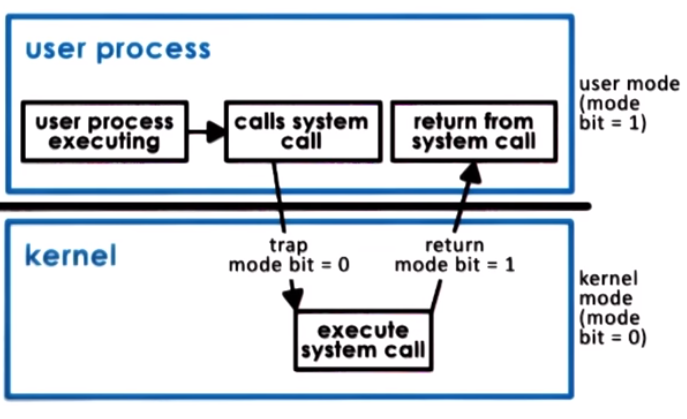 user process
user process
executing
calls system
call
return from
system call
user mode
(mode
bit = 1)
kernel
trap
mode bit = 0
return
mode bit = 1
execute
system call
kernel
mode
(mode
bit = 0)